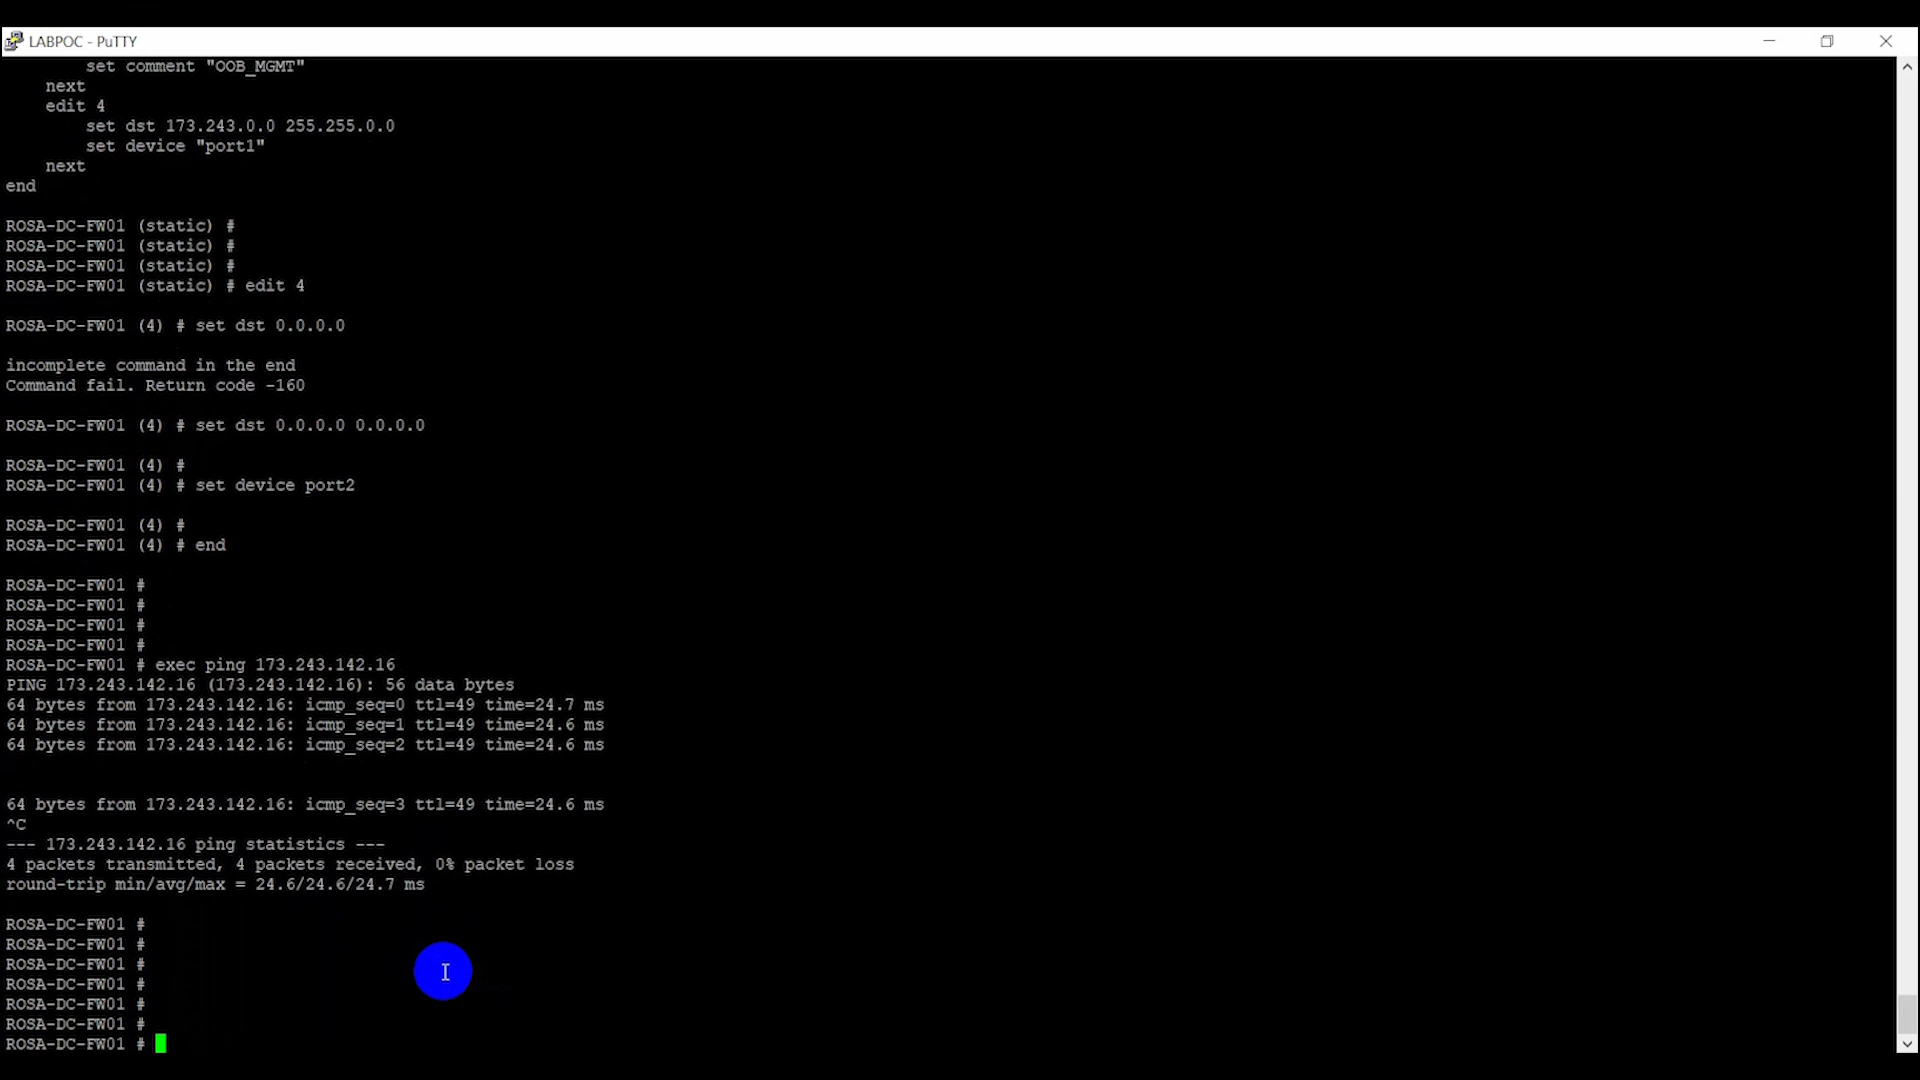 LABPOC - PuTTY
set comment "OOB_MGMT"
next
edit 4
set dst 173.243.0.0 255.255.0.0
set device "port1"
next
end
ROSA-DC-FW01 (static) #
ROSA-DC-FW01 (static) #
ROSA-DC-FW01 (static) #
ROSA-DC-FW01 (static) # edit 4
ROSA-DC-FW01 (4) # set dst 0.0.0.0
incomplete command in the end
Command fail. Return code -160
ROSA-DC-FW01 (4) # set dst 0.0.0.0 0.0.0.0
ROSA-DC-FW01 (4) #
ROSA-DC-FW01 (4) # set device port2
ROSA-DC-FW01 (4) #
ROSA-DC-FW01 (4) # end
ROSA-DC-FW01 #
ROSA-DC-FW01 #
ROSA-DC-FW01 #
ROSA-DC-FW01 #
ROSA-DC-FW01 # exec ping 173.243.142.16
PING 173.243.142.16 (173.243.142.16): 56 data bytes
64 bytes from 173.243.142.16: icmp_seq=0 ttl=49 time=24.7 ms
64 bytes from 173.243.142.16: icmp_seq=1 ttl=49 time=24.6 ms
64 bytes from 173.243.142.16: icmp_seq=2 ttl=49 time=24.6 ms
64 bytes from 173.243.142.16: icmp_seq=3 ttl=49 time=24.6 ms
^C
--- 173.243.142.16 ping statistics ---
4 packets transmitted, 4 packets received, 0% packet loss
round-trip min/avg/max = 24.6/24.6/24.7 ms
ROSA-DC-FW01 #
ROSA-DC-FW01 #
ROSA-DC-FW01 #
ROSA-DC-FW01 #
ROSA-DC-FW01 #
ROSA-DC-FW01 #
ROSA-DC-FW01 #